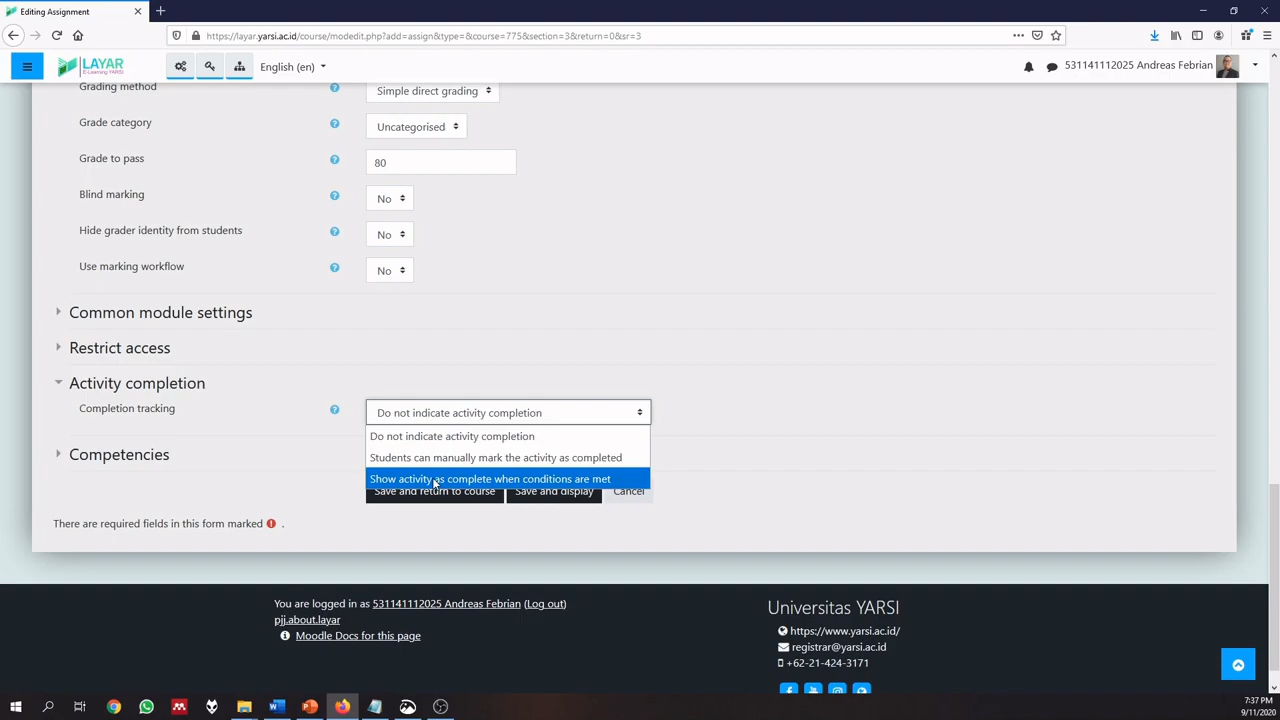 Editing Assignment
https://layar.yarsi.ac.id/course/modedit.php?add=assign&type=&course=775&section=3&return=0&sr=3
LAYAR
E-Learning YARSI
English (en)
531141112025 Andreas Febrian
Grading method
Simple direct grading
Grade category
Uncategorised
Grade to pass
80
Blind marking
No
Hide grader identity from students
No
Use marking workflow
No
Common module settings
Restrict access
Activity completion
Completion tracking
Do not indicate activity completion
Do not indicate activity completion
Students can manually mark the activity as completed
Show activity as complete when conditions are met
Competencies
Save and return to course
Save and display
Cancel
There are required fields in this form marked .
You are logged in as 531141112025 Andreas Febrian (Log out)
pjj.about.layar
Moodle Docs for this page
Universitas YARSI
https://www.yarsi.ac.id/
registrar@yarsi.ac.id
+62-21-424-3171
7:37 PM
9/11/2020